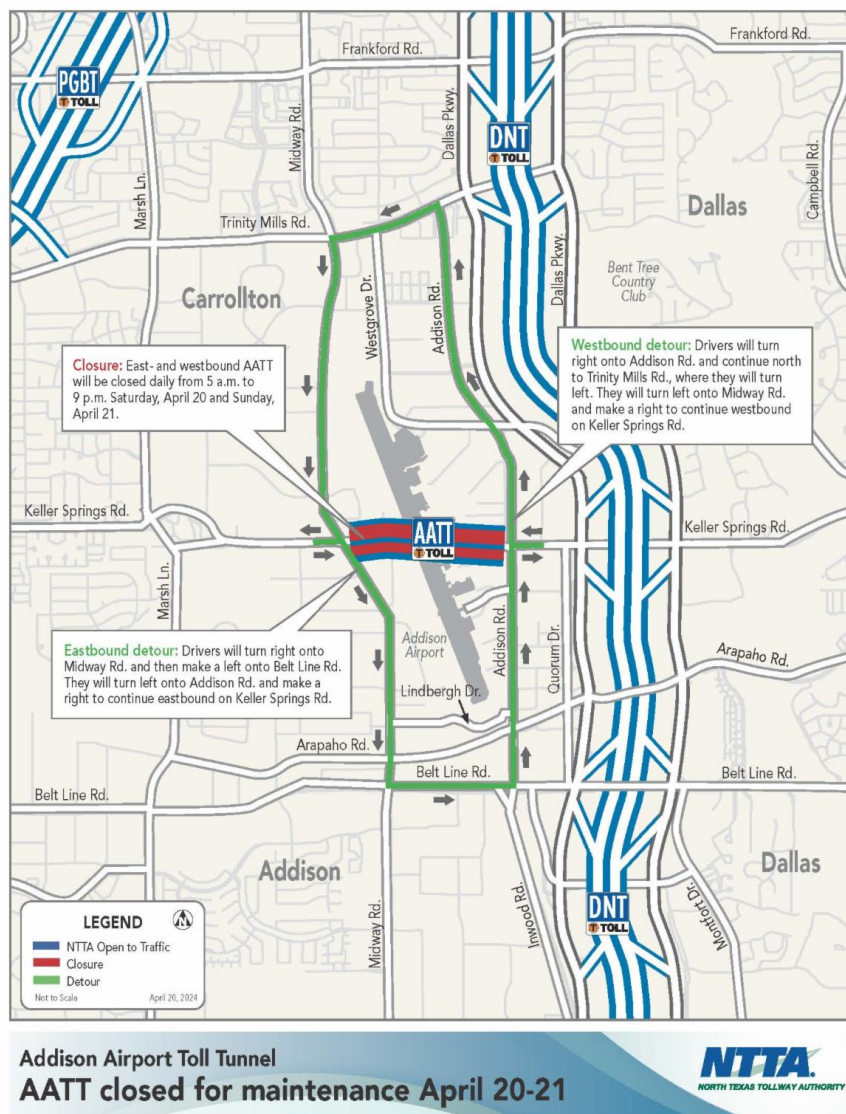 Frankford Rd.
Frankford Rd.
PGBT
TOLL
Midway Rd.
Dallas Pkwy.
DNT
TOLL
Marsh Ln.
Campbell Rd.
Dallas
Trinity Mills Rd.
Dallas Pkwy.
Bent Tree
Country
Club
Carrollton
Westgrove Dr.
Addison Rd.
Closure: East- and westbound AATT
will be closed daily from 5 a.m. to
9 p.m. Saturday, April 20 and Sunday,
April 21.
Westbound detour: Drivers will turn
right onto Addison Rd. and continue north
to Trinity Mills Rd., where they will turn
left. They will turn left onto Midway Rd.
and make a right to continue westbound
on Keller Springs Rd.
Keller Springs Rd.
AATT
TOLL
Keller Springs Rd.
Marsh Ln.
Eastbound detour: Drivers will turn right onto
Midway Rd. and then make a left onto Belt Line Rd.
They will turn left onto Addison Rd. and make a
right to continue eastbound on Keller Springs Rd.
Addison
Airport
Addison Rd.
Quorum Dr.
Arapaho Rd.
Lindbergh Dr.
Arapaho Rd.
Belt Line Rd.
Belt Line Rd.
Belt Line Rd.
Addison
Dallas
Midway Rd.
Inwood Rd.
DNT
TOLL
Montfort Dr.
LEGEND
N
NTTA Open to Traffic
Closure
Detour
Not to Scale
April 20, 2024
Addison Airport Toll Tunnel
AATT closed for maintenance April 20-21
NTTA.
NORTH TEXAS TOLLWAY AUTHORITY